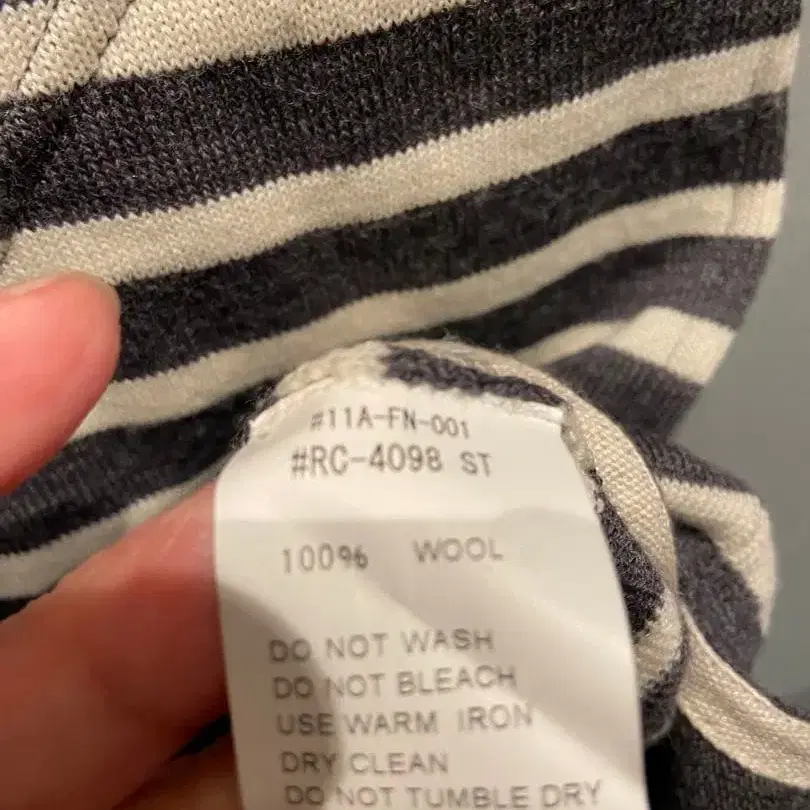 #11A-FN-001
#RC-4098 ST
100% WOOL
DO NOT WASH
DO NOT BLEACH
USE WARM IRON
DRY CLEAN
DO NOT TUMBLE DRY